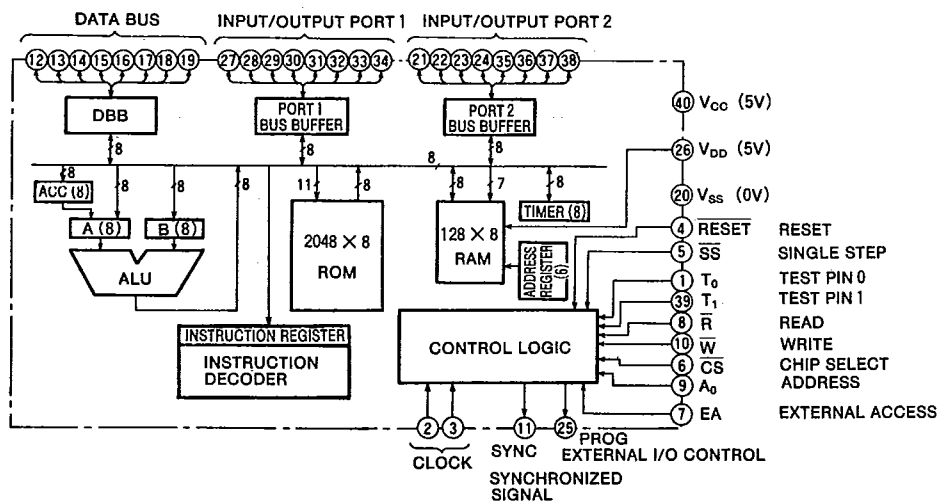 DATA BUS
INPUT/OUTPUT PORT 1
INPUT/OUTPUT PORT 2
12 13 14 15 16 17 18 19
27 28 29 30 31 32 33 34
21 22 23 24 35 36 37 38
DBB
PORT 1
BUS BUFFER
PORT 2
BUS BUFFER
8
8
8
8
40 VCC (5V)
26 VDD (5V)
20 VSS (0V)
4 RESET RESET
5 SS SINGLE STEP
1 T0 TEST PIN 0
39 T1 TEST PIN 1
8 R READ
10 W WRITE
6 CS CHIP SELECT
9 A0 ADDRESS
7 EA EXTERNAL ACCESS
8
8
8
8
11
8
8
7
8
ACC (8)
A (8)
B (8)
ALU
2048 × 8
ROM
128 × 8
RAM
TIMER (8)
ADDRESS
REGISTER
(6)
INSTRUCTION REGISTER
INSTRUCTION
DECODER
CONTROL LOGIC
2 3
CLOCK
11
SYNC
SYNCHRONIZED
SIGNAL
25
PROG
EXTERNAL I/O CONTROL